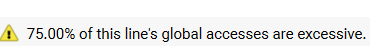 75.00% of this line's global accesses are excessive.